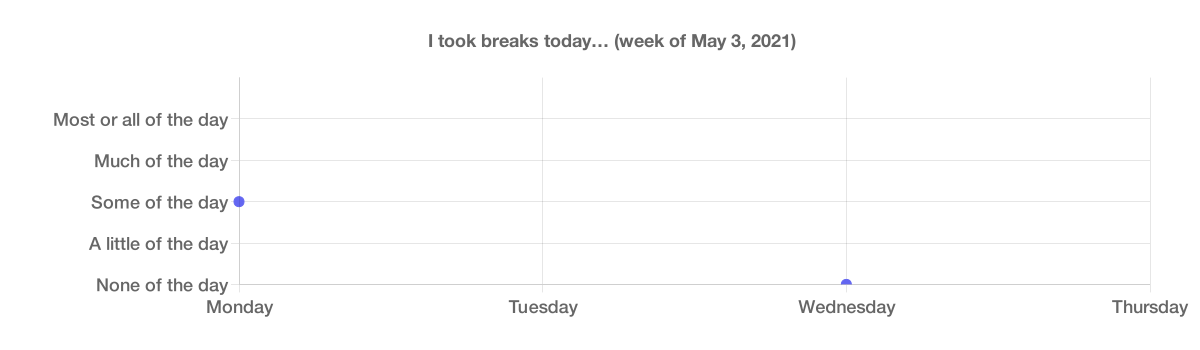 I took breaks today… (week of May 3, 2021)
Most or all of the day
Much of the day
Some of the day
A little of the day
None of the day
Monday Tuesday Wednesday Thursday